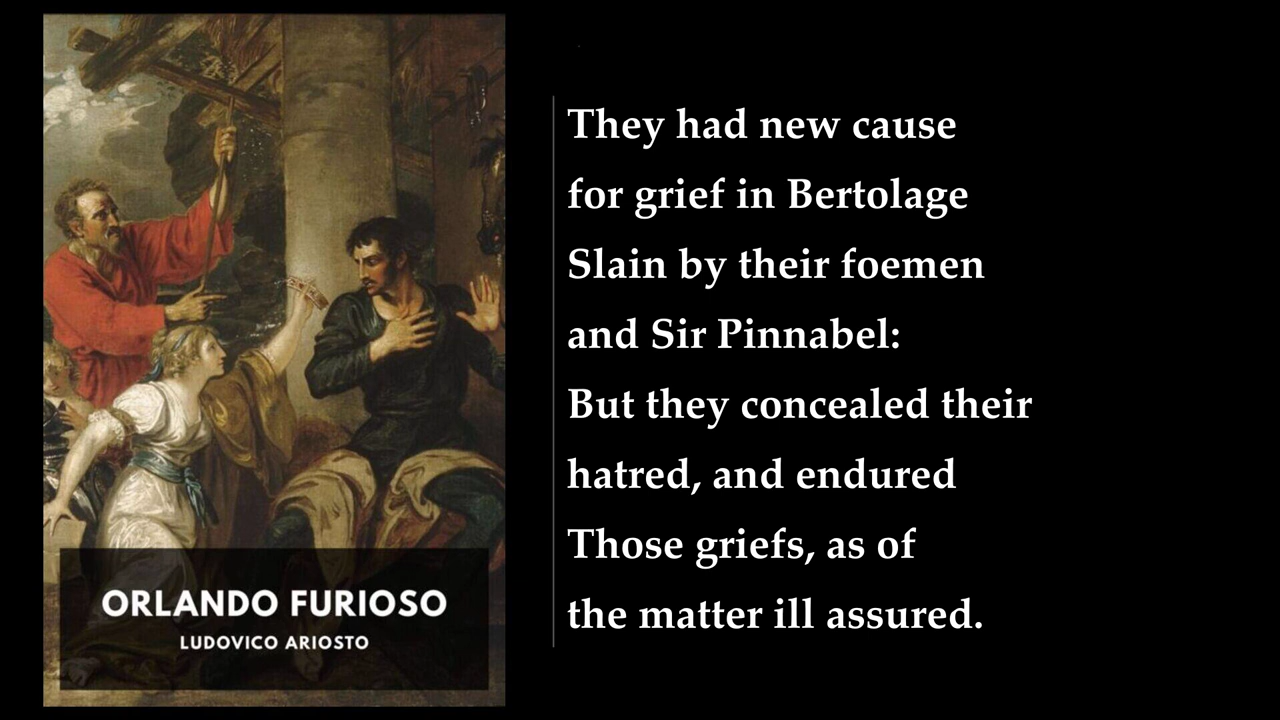 ORLANDO FURIOSO
LUDOVICO ARIOSTO
They had new cause
for grief in Bertolage
Slain by their foemen
and Sir Pinnabel:
But they concealed their
hatred, and endured
Those griefs, as of
the matter ill assured.